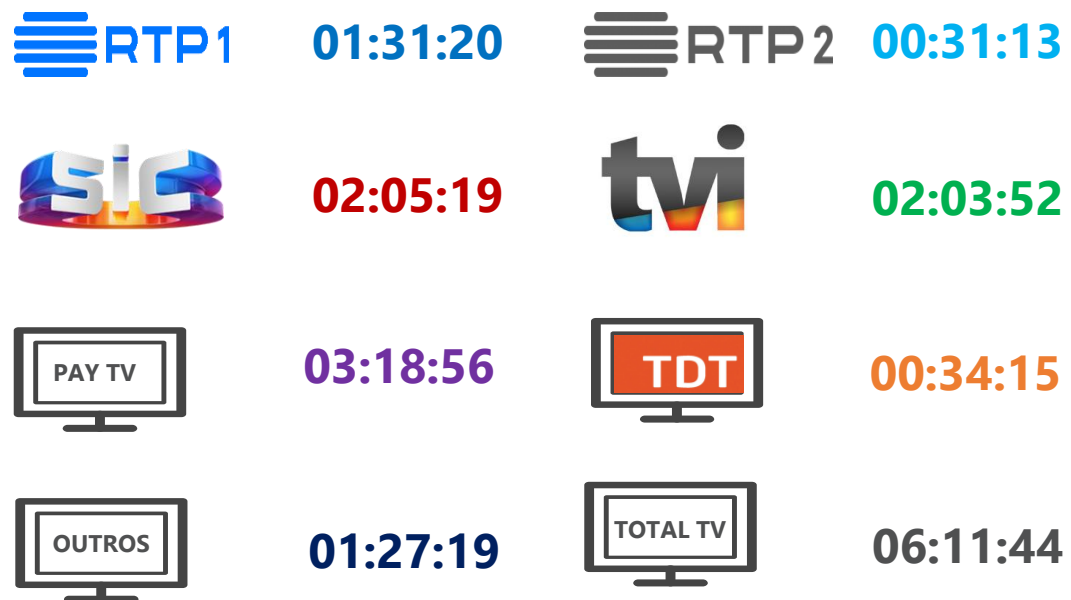 RTP1 01:31:20 RTP2 00:31:13
sic 02:05:19 tvi 02:03:52
PAY TV 03:18:56 TDT 00:34:15
OUTROS 01:27:19 TOTAL TV 06:11:44